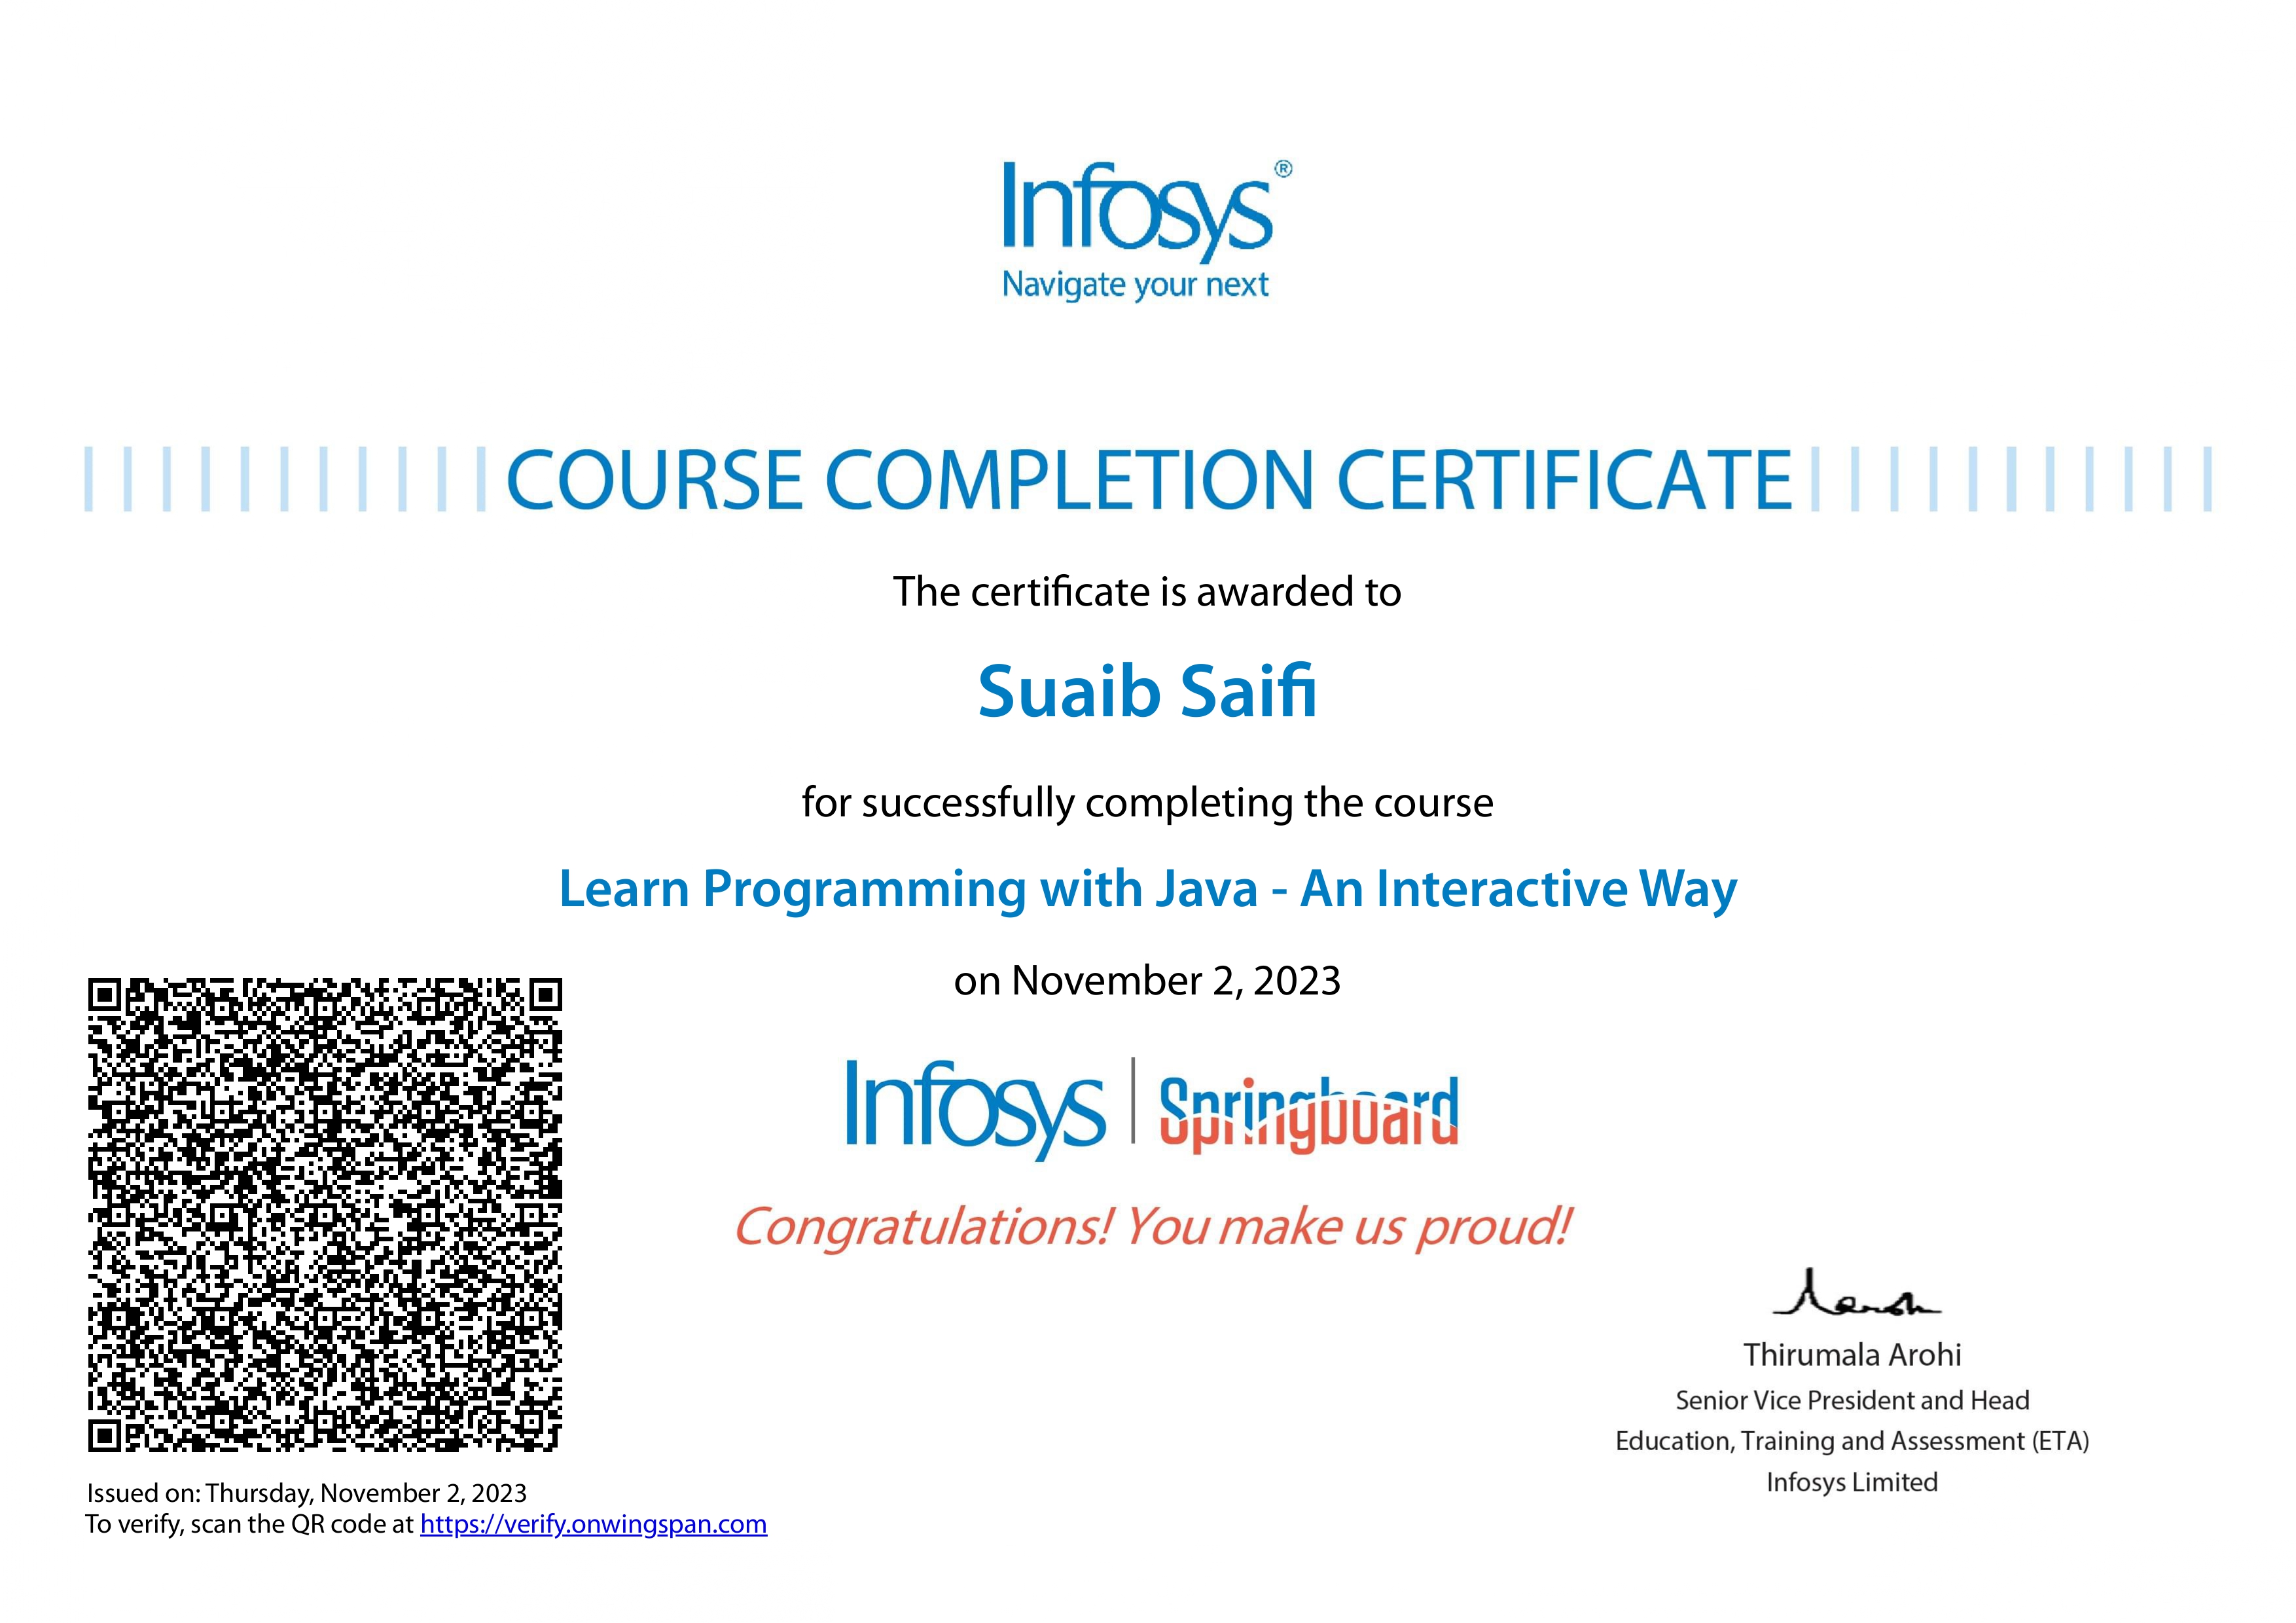 Infosys®
Navigate your next
COURSE COMPLETION CERTIFICATE
The certificate is awarded to
Suaib Saifi
for successfully completing the course
Learn Programming with Java - An Interactive Way
on November 2, 2023
Infosys | Springboard
Congratulations! You make us proud!
Thirumala Arohi
Senior Vice President and Head
Education, Training and Assessment (ETA)
Infosys Limited
Issued on: Thursday, November 2, 2023
To verify, scan the QR code at https://verify.onwingspan.com